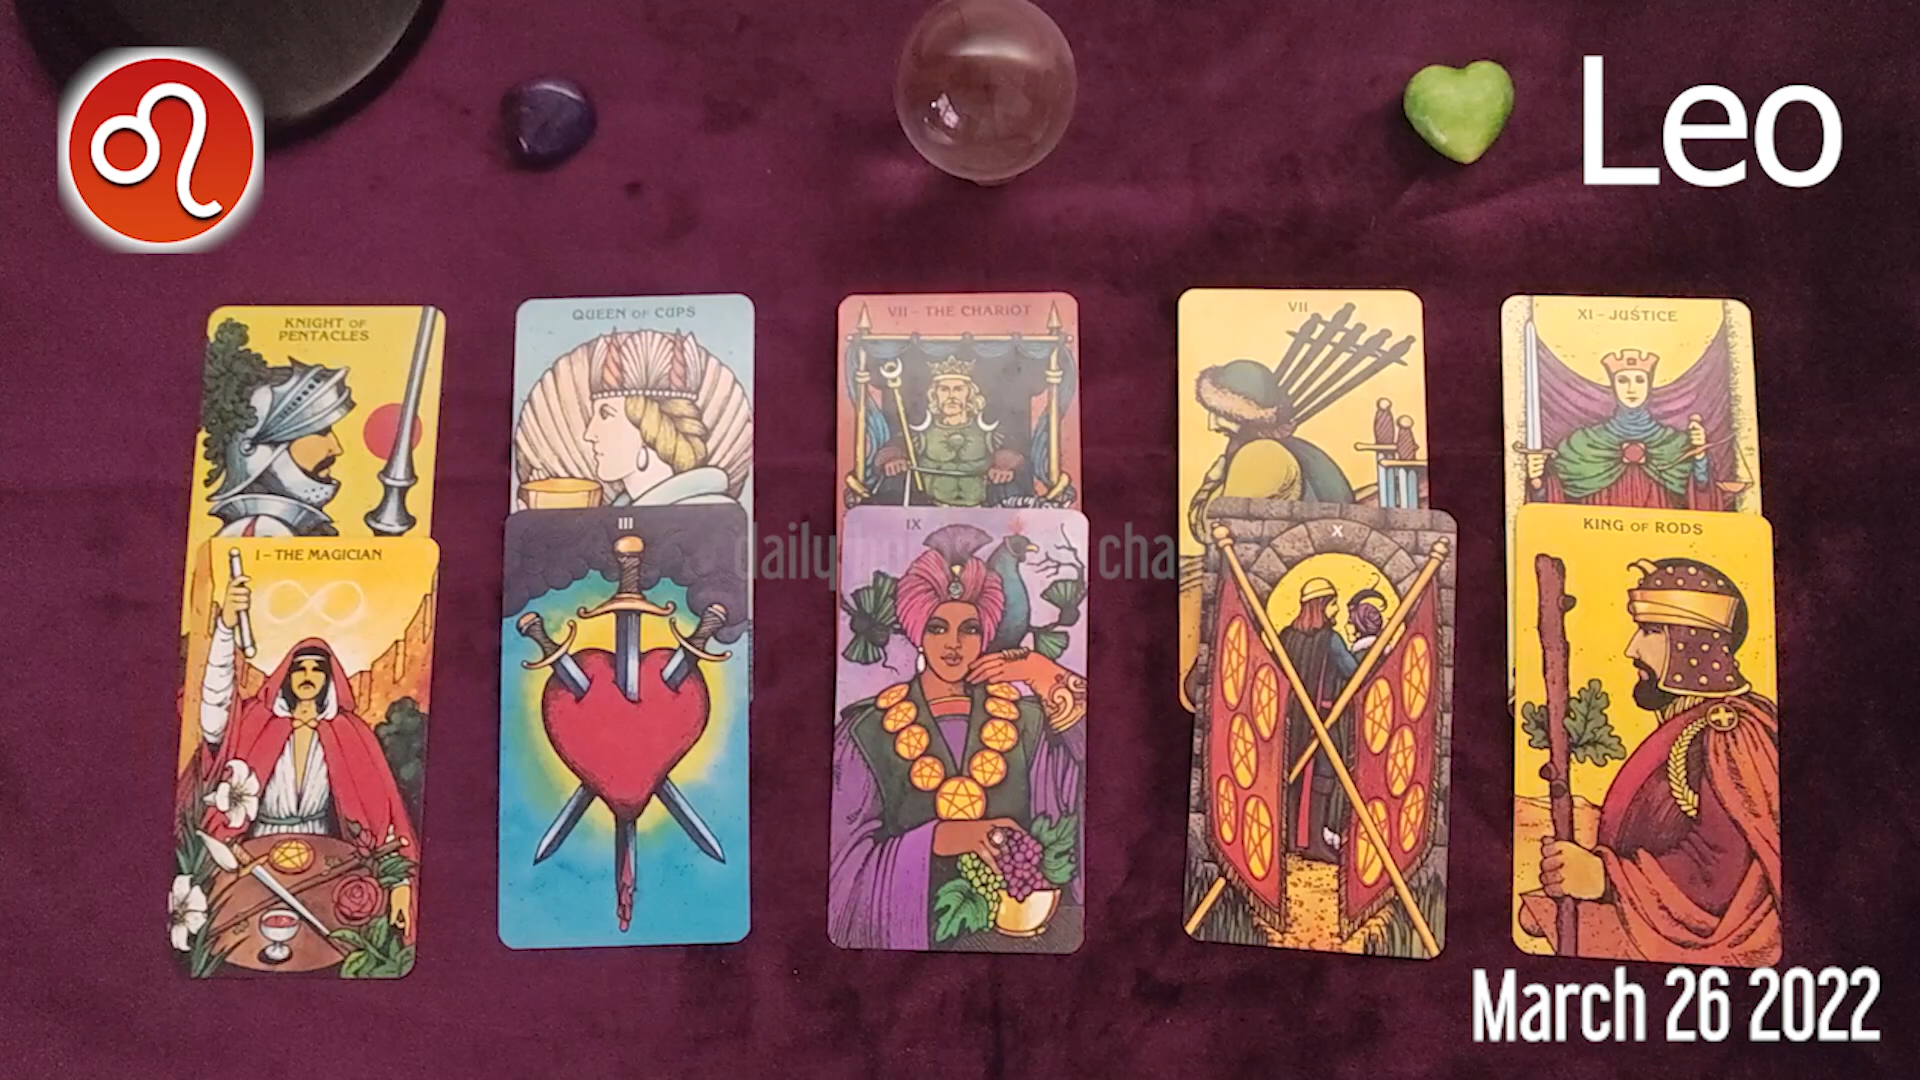 Leo
KNIGHT OF
PENTACLES
QUEEN OF CUPS
VII – THE CHARIOT
VII
XI – JUSTICE
I – THE MAGICIAN
III
IX
X
KING OF RODS
daily
March 26 2022